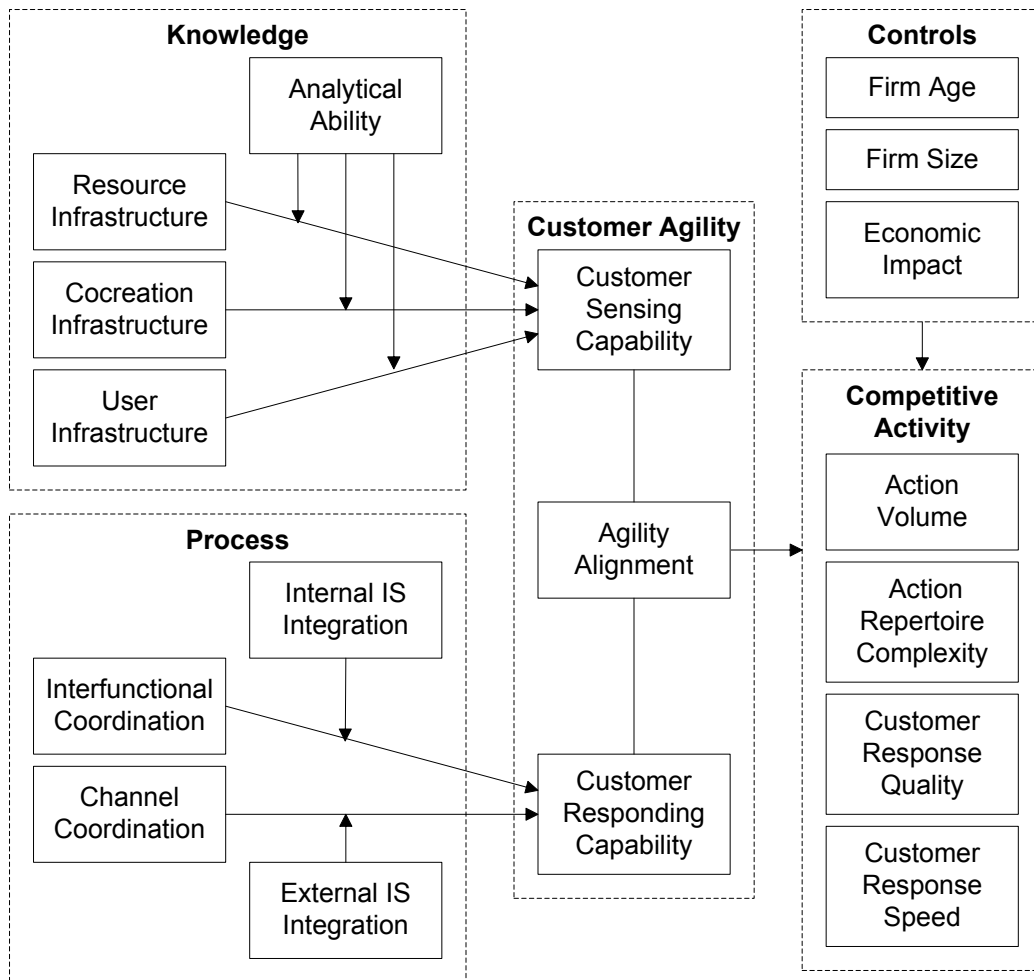 Knowledge
Analytical
Ability
Resource
Infrastructure
Cocreation
Infrastructure
User
Infrastructure
Process
Internal IS
Integration
Interfunctional
Coordination
Channel
Coordination
External IS
Integration
Customer Agility
Customer
Sensing
Capability
Agility
Alignment
Customer
Responding
Capability
Controls
Firm Age
Firm Size
Economic
Impact
Competitive
Activity
Action
Volume
Action
Repertoire
Complexity
Customer
Response
Quality
Customer
Response
Speed